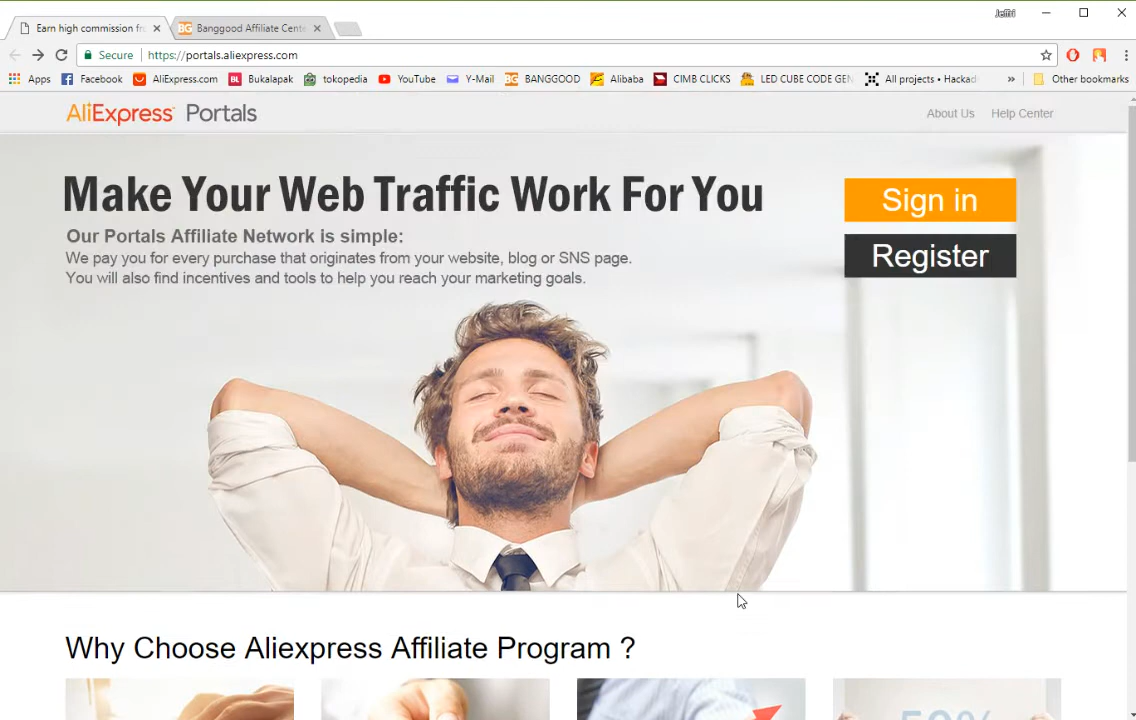 Jeffri
Earn high commission fr
Banggood Affiliate Cente
Secure
https://portals.aliexpress.com
Apps
Facebook
AliExpress.com
BL
Bukalapak
tokopedia
YouTube
Y-Mail
BG
BANGGOOD
Alibaba
CIMB CLICKS
LED CUBE CODE GEN
All projects • Hackad
»
Other bookmarks
AliExpress Portals
About Us
Help Center
Make Your Web Traffic Work For You
Sign in
Our Portals Affiliate Network is simple:
We pay you for every purchase that originates from your website, blog or SNS page.
Register
You will also find incentives and tools to help you reach your marketing goals.
Why Choose Aliexpress Affiliate Program ?
50%